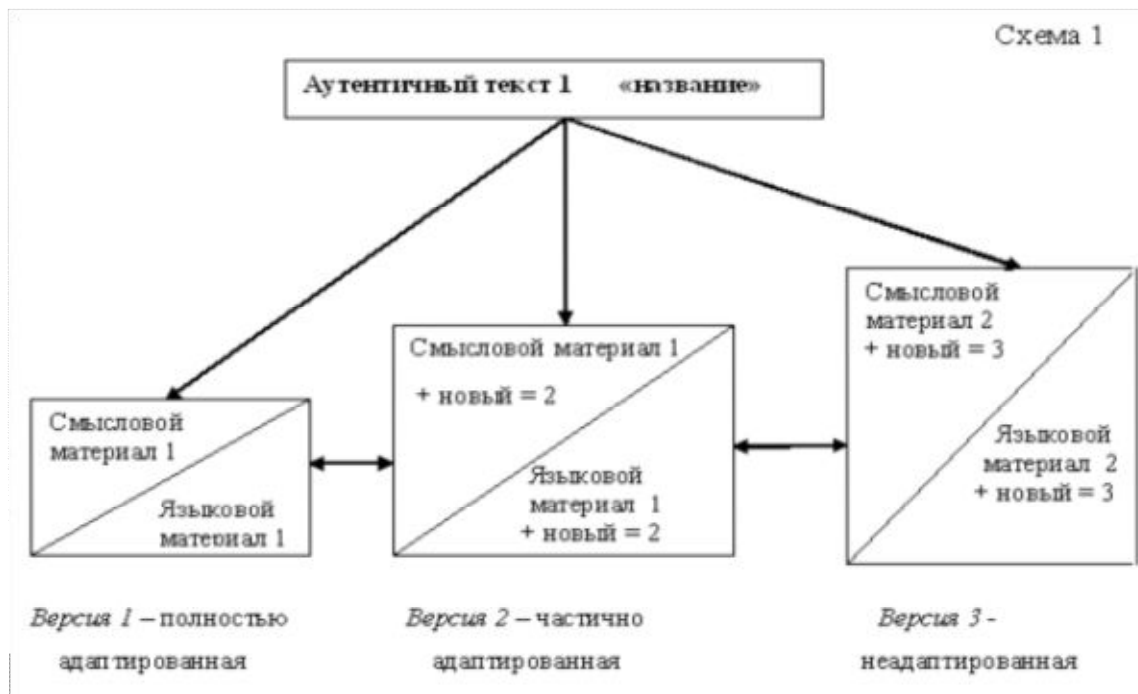 Схема 1
Аутентичный текст 1 «название»
Смысловой
материал 1
Языковой
материал 1
Смысловой материал 1
+ новый = 2
Языковой
материал 1
+ новый = 2
Смысловой
материал 2
+ новый = 3
Языковой
материал 2
+ новый = 3
Версия 1 – полностью
адаптированная
Версия 2 – частично
адаптированная
Версия 3 -
неадаптированная